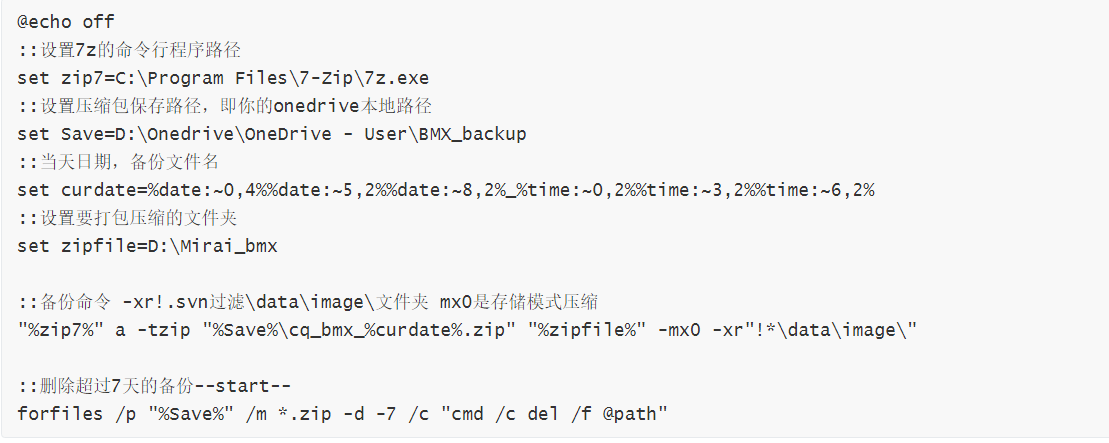 @echo off
::设置7z的命令行程序路径
set zip7=C:\Program Files\7-Zip\7z.exe
::设置压缩包保存路径，即你的onedrive本地路径
set Save=D:\Onedrive\OneDrive - User\BMX_backup
::当天日期，备份文件名
set curdate=%date:~0,4%%date:~5,2%%date:~8,2%_%time:~0,2%%time:~3,2%%time:~6,2%
::设置要打包压缩的文件夹
set zipfile=D:\Mirai_bmx
::备份命令 -xr!.svn过滤\data\image\文件夹 mx0是存储模式压缩
"%zip7%" a -tzip "%Save%\cq_bmx_%curdate%.zip" "%zipfile%" -mx0 -xr"!*\data\image\"
::删除超过7天的备份--start--
forfiles /p "%Save%" /m *.zip -d -7 /c "cmd /c del /f @path"